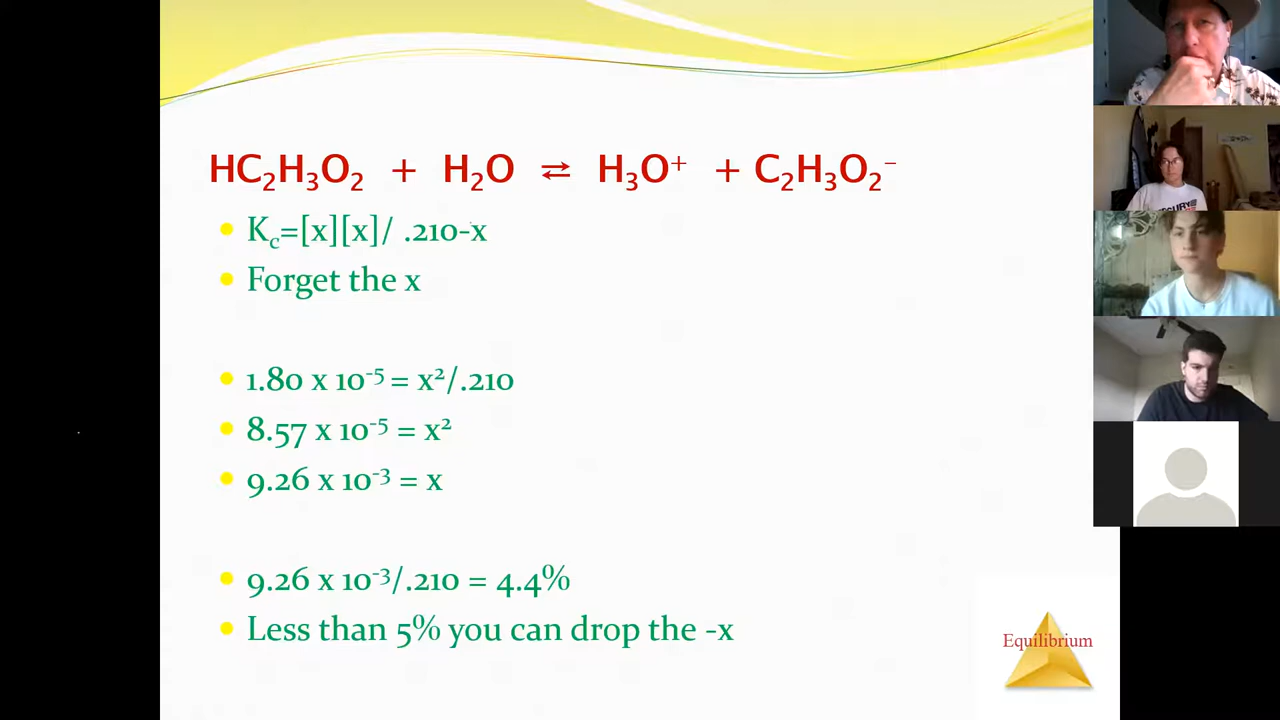 HC₂H₃O₂ + H₂O ⇌ H₃O⁺ + C₂H₃O₂⁻
• K_c=[x][x]/ .210-x
• Forget the x
• 1.80 x 10⁻⁵ = x²/.210
• 8.57 x 10⁻⁵ = x²
• 9.26 x 10⁻³ = x
• 9.26 x 10⁻³/.210 = 4.4%
• Less than 5% you can drop the -x
Equilibrium